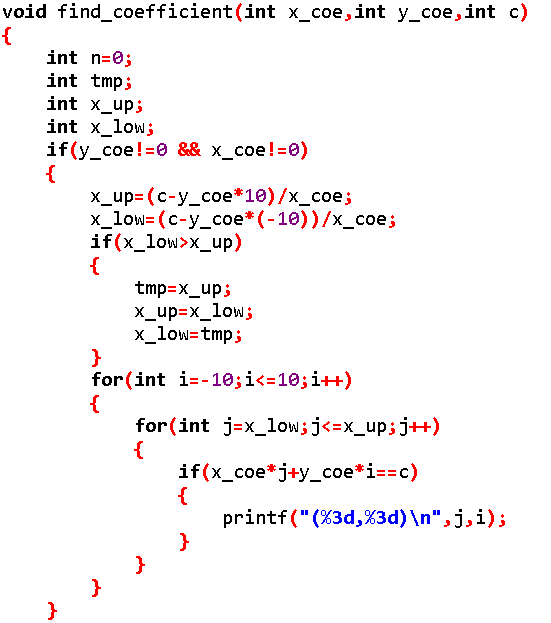 void find_coefficient(int x_coe,int y_coe,int c)
{
    int n=0;
    int tmp;
    int x_up;
    int x_low;
    if(y_coe!=0 && x_coe!=0)
    {
        x_up=(c-y_coe*10)/x_coe;
        x_low=(c-y_coe*(-10))/x_coe;
        if(x_low>x_up)
        {
            tmp=x_up;
            x_up=x_low;
            x_low=tmp;
        }
        for(int i=-10;i<=10;i++)
        {
            for(int j=x_low;j<=x_up;j++)
            {
                if(x_coe*j+y_coe*i==c)
                {
                    printf("(%3d,%3d)\n",j,i);
                }
            }
        }
    }